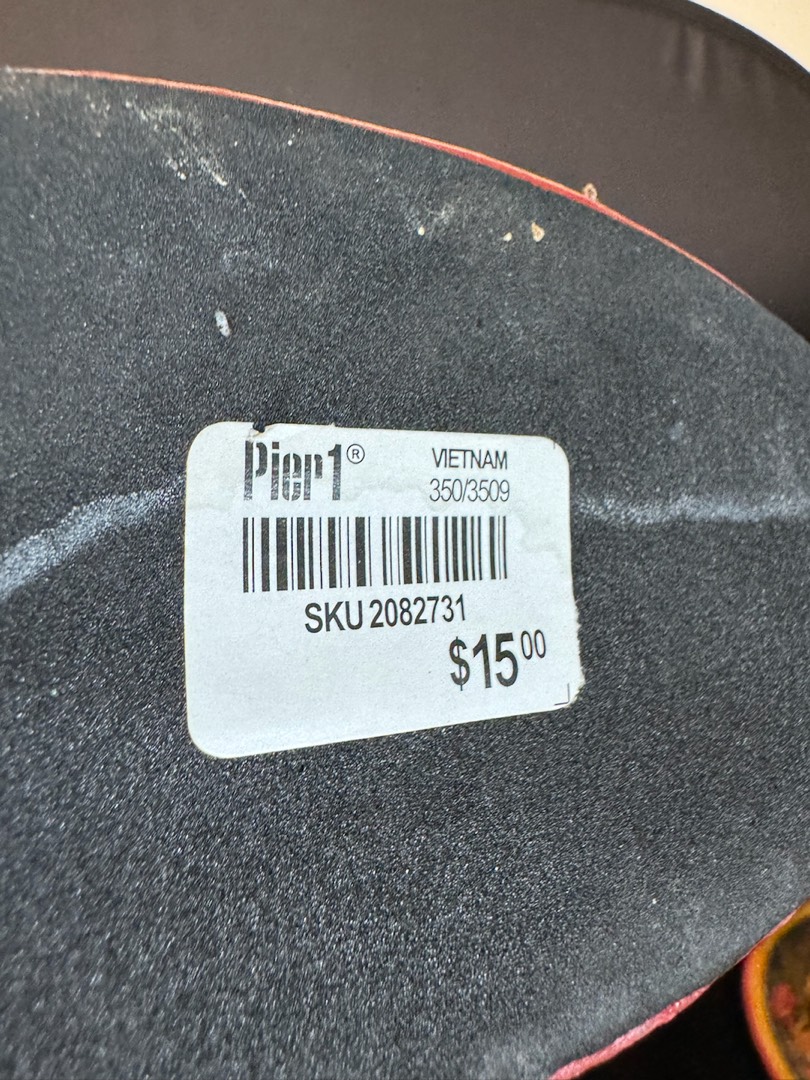 Pier1®
VIETNAM
350/3509
SKU 2082731
$15.00